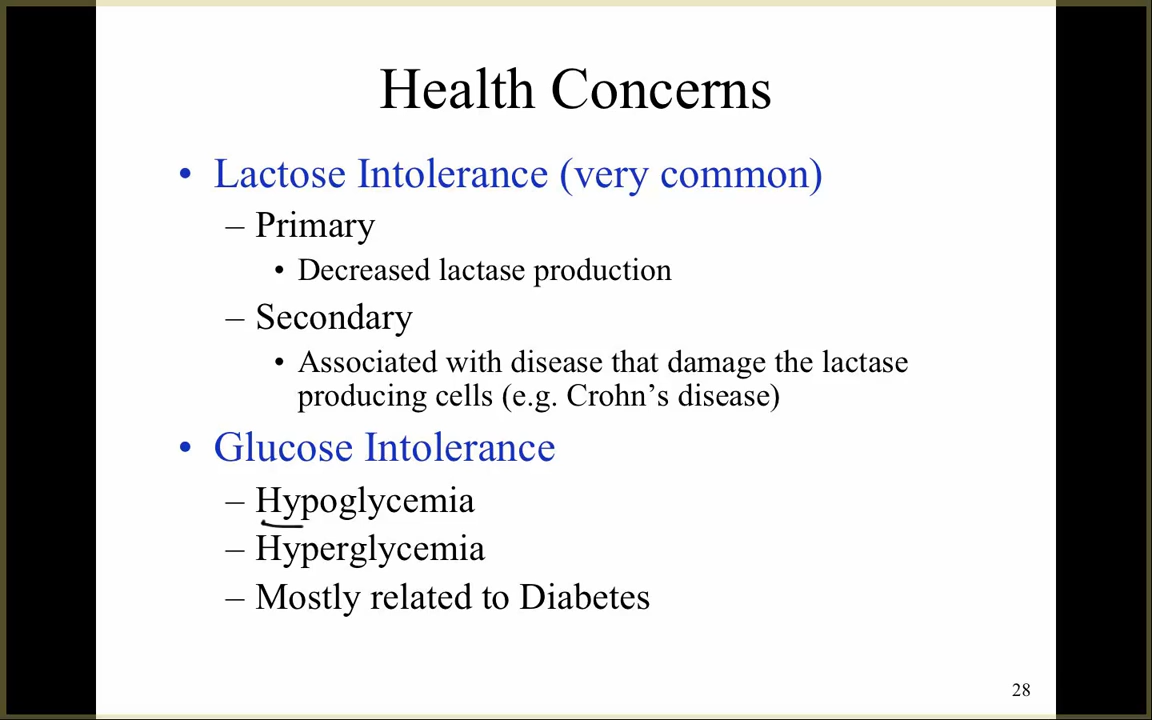 Health Concerns
• Lactose Intolerance (very common)
– Primary
• Decreased lactase production
– Secondary
• Associated with disease that damage the lactase
producing cells (e.g. Crohn’s disease)
• Glucose Intolerance
– Hypoglycemia
– Hyperglycemia
– Mostly related to Diabetes
28